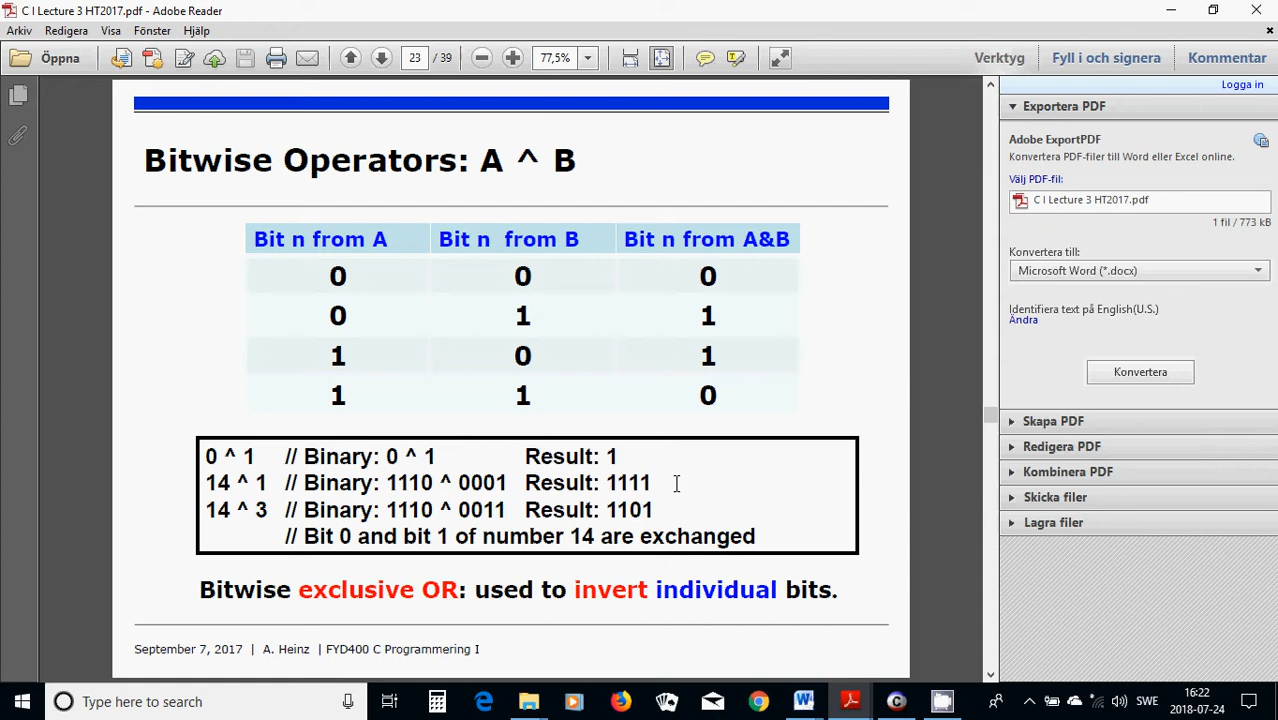 C I Lecture 3 HT2017.pdf - Adobe Reader
Arkiv Redigera Visa Fönster Hjälp
Öppna 23 / 39 77,5% Verktyg Fyll i och signera Kommentar
Logga in
Bitwise Operators: A ^ B
Bit n from A Bit n from B Bit n from A&B
0 0 0
0 1 1
1 0 1
1 1 0
0 ^ 1 // Binary: 0 ^ 1 Result: 1
14 ^ 1 // Binary: 1110 ^ 0001 Result: 1111
14 ^ 3 // Binary: 1110 ^ 0011 Result: 1101
// Bit 0 and bit 1 of number 14 are exchanged
Bitwise exclusive OR: used to invert individual bits.
September 7, 2017 | A. Heinz | FYD400 C Programmering I
Exportera PDF
Adobe ExportPDF
Konvertera PDF-filer till Word eller Excel online.
Välj PDF-fil:
C I Lecture 3 HT2017.pdf
1 fil / 773 kB
Konvertera till:
Microsoft Word (*.docx)
Identifiera text på English(U.S.)
Ändra
Konvertera
Skapa PDF
Redigera PDF
Kombinera PDF
Skicka filer
Lagra filer
Type here to search
SWE
16:22
2018-07-24